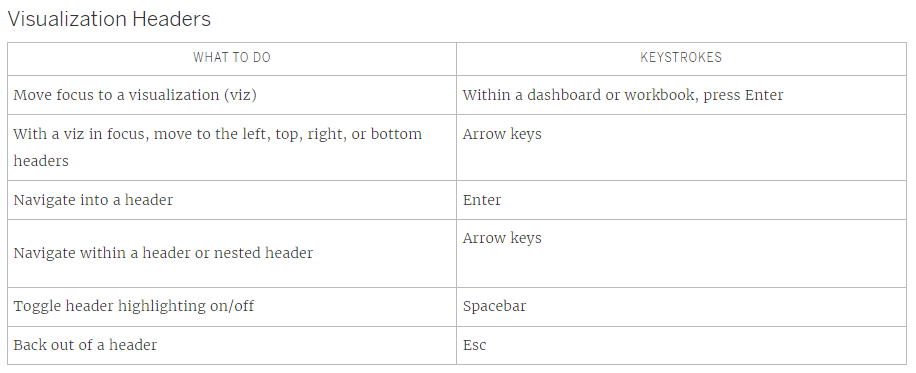 Visualization Headers
WHAT TO DO
KEYSTROKES
Move focus to a visualization (viz)
Within a dashboard or workbook, press Enter
With a viz in focus, move to the left, top, right, or bottom
headers
Arrow keys
Navigate into a header
Enter
Navigate within a header or nested header
Arrow keys
Toggle header highlighting on/off
Spacebar
Back out of a header
Esc